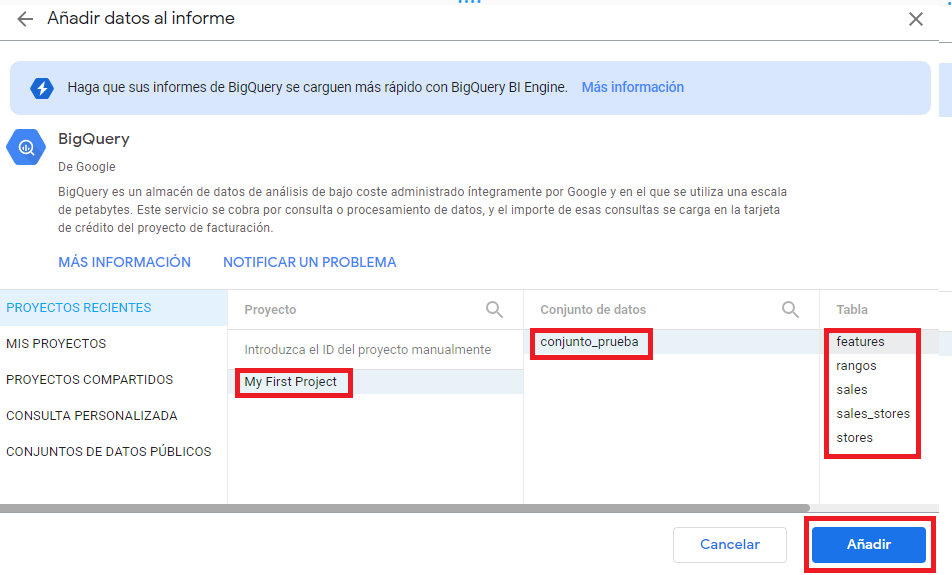 Añadir datos al informe
Haga que sus informes de BigQuery se carguen más rápido con BigQuery BI Engine. Más información
BigQuery
De Google
BigQuery es un almacén de datos de análisis de bajo coste administrado íntegramente por Google y en el que se utiliza una escala
de petabytes. Este servicio se cobra por consulta o procesamiento de datos, y el importe de esas consultas se carga en la tarjeta
de crédito del proyecto de facturación.
MÁS INFORMACIÓN NOTIFICAR UN PROBLEMA
PROYECTOS RECIENTES
MIS PROYECTOS
PROYECTOS COMPARTIDOS
CONSULTA PERSONALIZADA
CONJUNTOS DE DATOS PÚBLICOS
Proyecto
Introduzca el ID del proyecto manualmente
My First Project
Conjunto de datos
conjunto_prueba
Tabla
features
rangos
sales
sales_stores
stores
Cancelar
Añadir